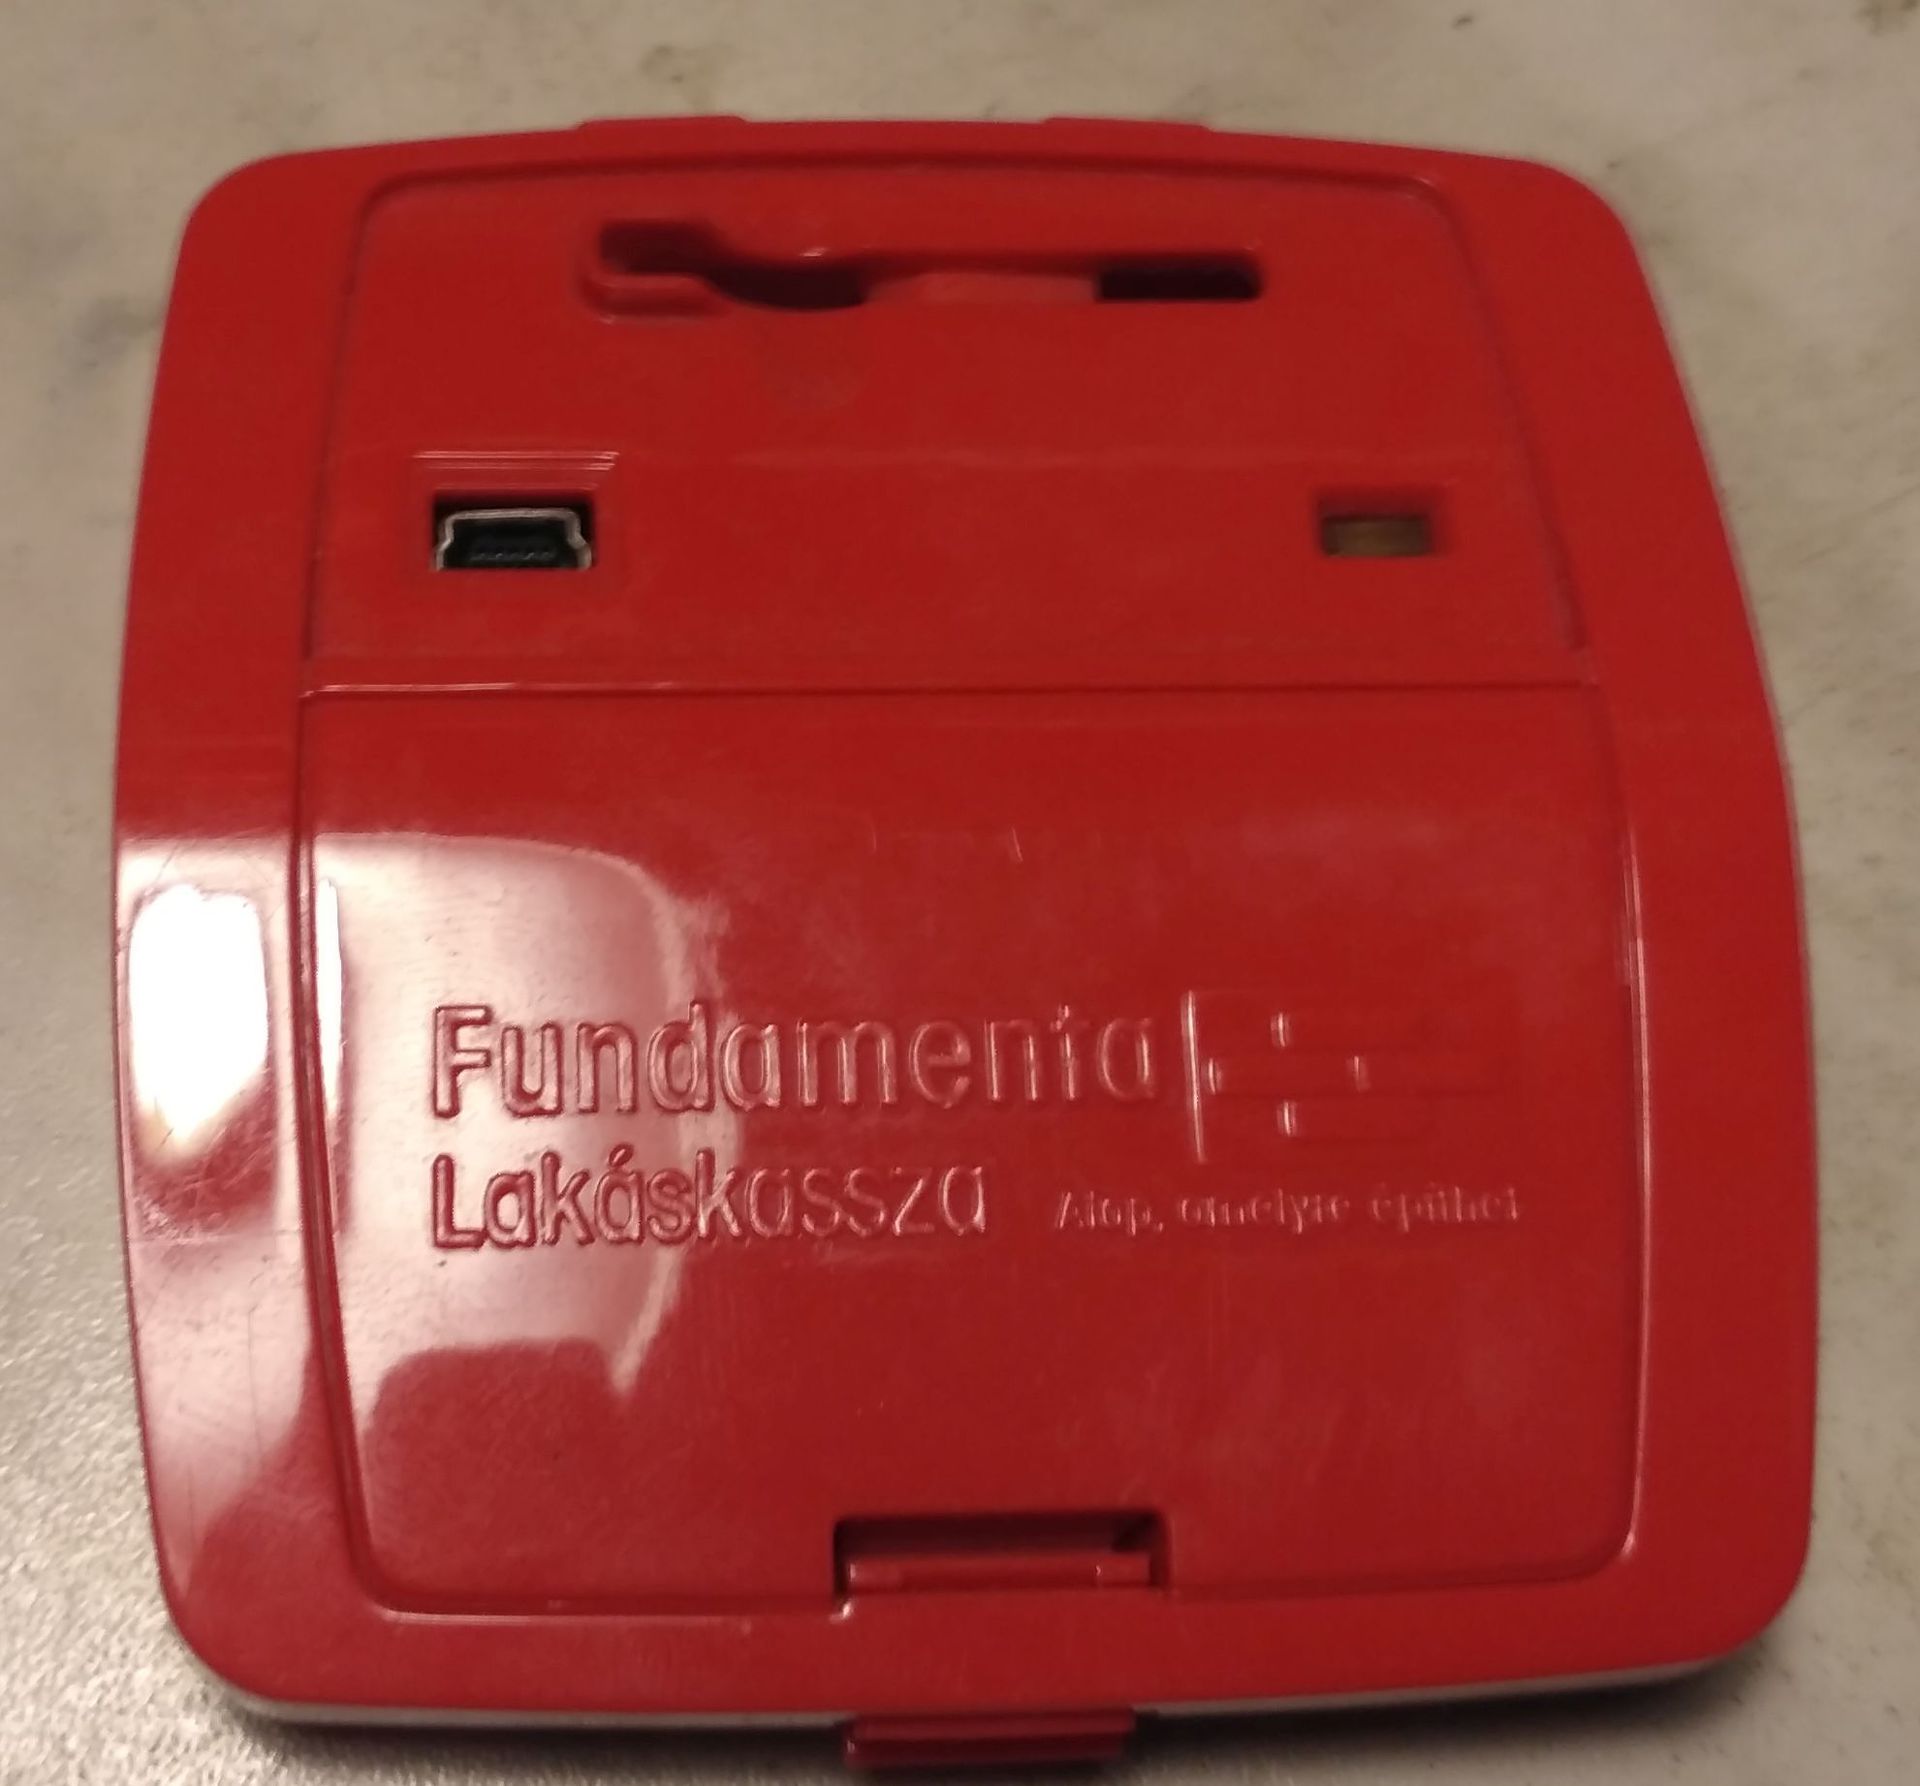 Fundamenta
Lakáskassza
Alap, amelyre építhet